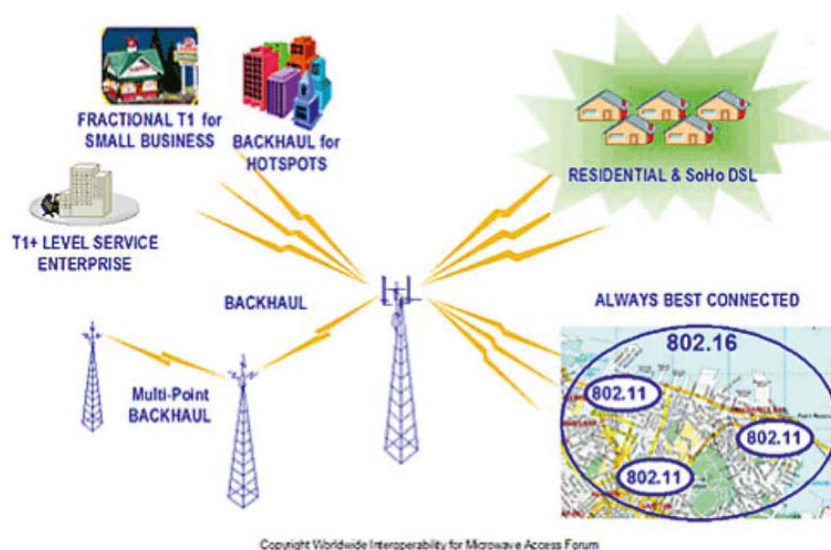 FRACTIONAL T1 for
SMALL BUSINESS
BACKHAUL for
HOTSPOTS
RESIDENTIAL & SoHo DSL
T1+ LEVEL SERVICE
ENTERPRISE
BACKHAUL
ALWAYS BEST CONNECTED
802.16
Multi-Point
BACKHAUL
802.11
802.11
802.11
Copyright Worldwide Interoperability for Microwave Access Forum